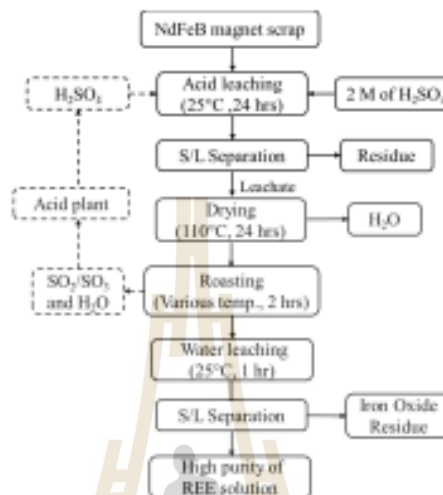 NdFeB magnet scrap
H₂SO₄
Acid leaching
(25°C ,24 hrs)
2 M of H₂SO₄
S/L Separation
Residue
Leachate
Acid plant
Drying
(110°C, 24 hrs)
H₂O
SO₂/SO₃
and H₂O
Roasting
(Various temp., 2 hrs)
Water leaching
(25°C, 1 hr)
S/L Separation
Iron Oxide
Residue
High purity of
REE solution